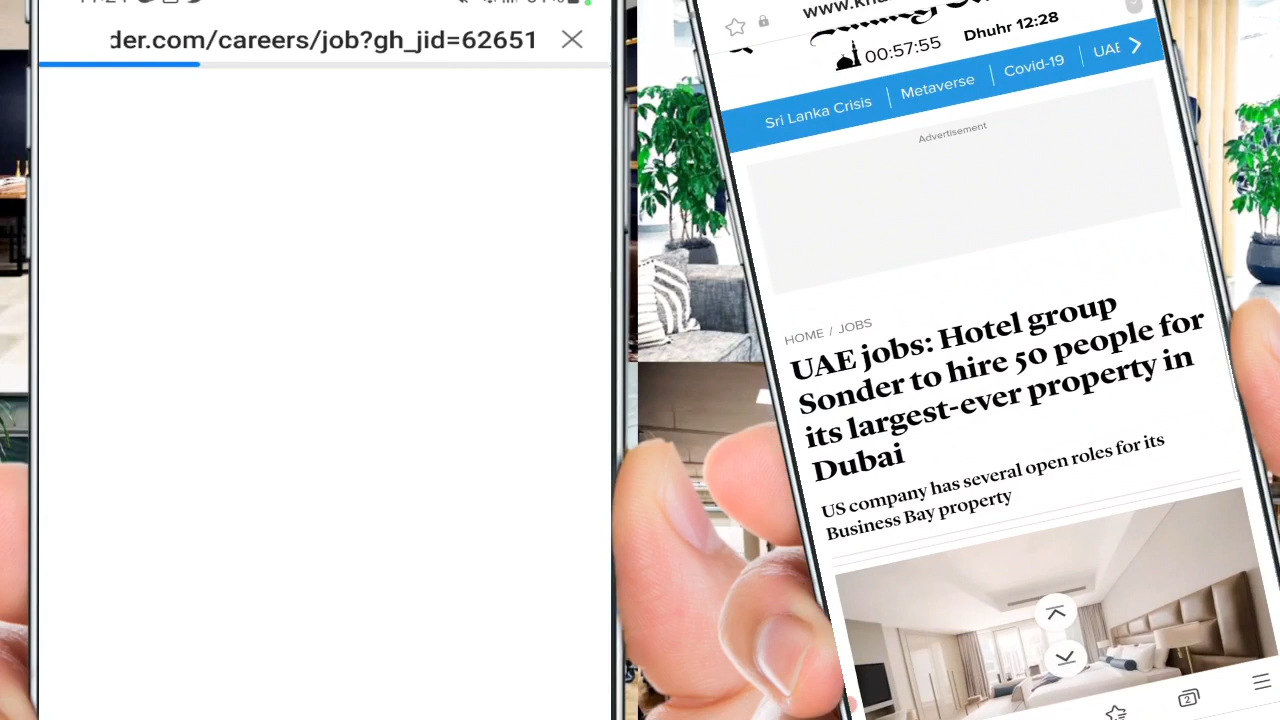 der.com/careers/job?gh_jid=62651
00:57:55
Dhuhr 12:28
Sri Lanka Crisis
Metaverse
Covid-19
UAE
Advertisement
HOME / JOBS
UAE jobs: Hotel group
Sonder to hire 50 people for
its largest-ever property in
Dubai
US company has several open roles for its
Business Bay property
2